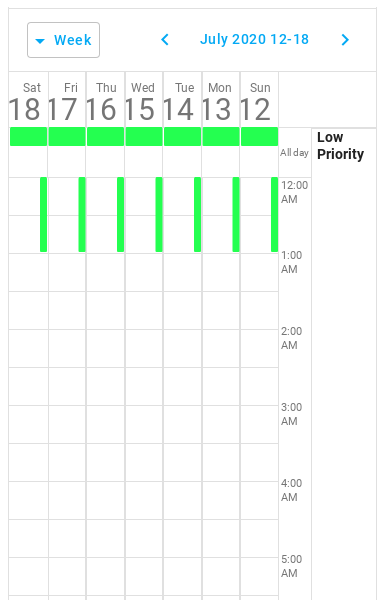 Week
July 2020 12-18
Sat Fri Thu Wed Tue Mon Sun
18 17 16 15 14 13 12
All day
Low
Priority
12:00
AM
1:00
AM
2:00
AM
3:00
AM
4:00
AM
5:00
AM